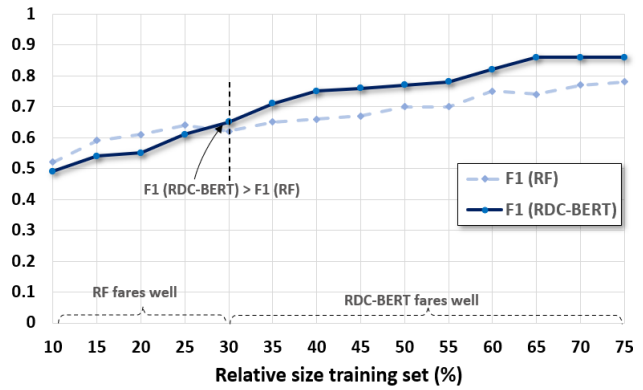 1
0.9
0.8
0.7
0.6
0.5
0.4
0.3
0.2
0.1
0
F1 (RDC-BERT) > F1 (RF)
F1 (RF)
F1 (RDC-BERT)
RF fares well
RDC-BERT fares well
10 15 20 25 30 35 40 45 50 55 60 65 70 75
Relative size training set (%)